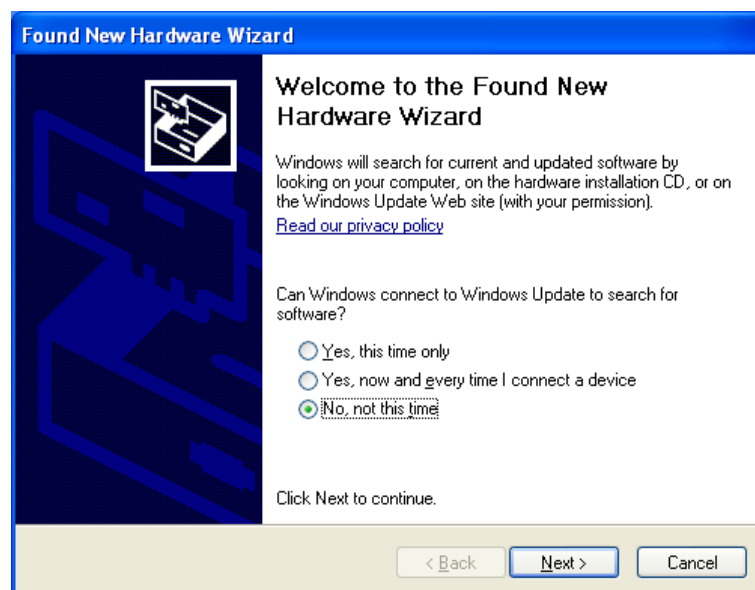 Found New Hardware Wizard
Welcome to the Found New
Hardware Wizard
Windows will search for current and updated software by
looking on your computer, on the hardware installation CD, or on
the Windows Update Web site (with your permission).
Read our privacy policy
Can Windows connect to Windows Update to search for
software?
Yes, this time only
Yes, now and every time I connect a device
No, not this time
Click Next to continue.
< Back Next > Cancel